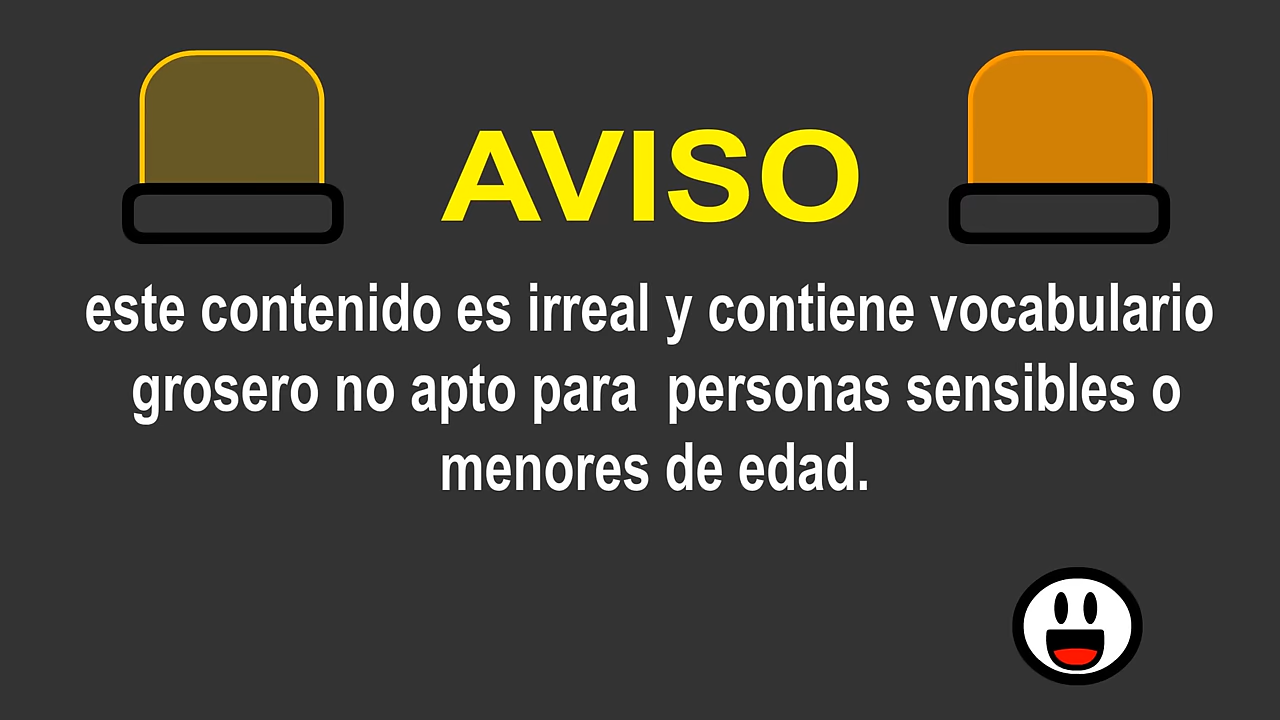 AVISO
este contenido es irreal y contiene vocabulario
grosero no apto para  personas sensibles o
menores de edad.